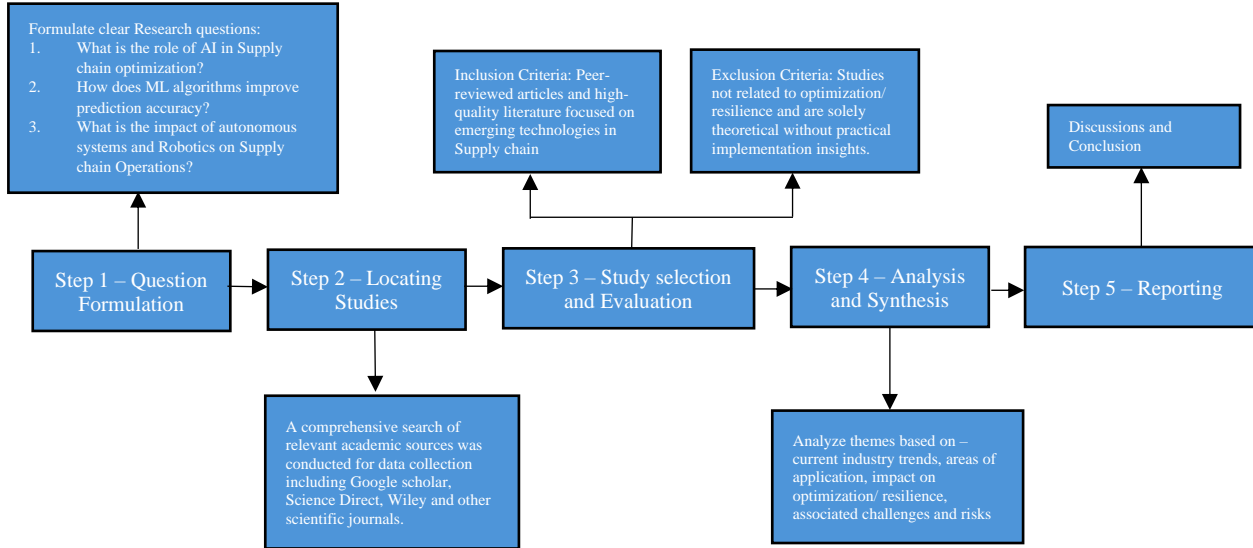 Formulate clear Research questions:
1. What is the role of AI in Supply
chain optimization?
2. How does ML algorithms improve
prediction accuracy?
3. What is the impact of autonomous
systems and Robotics on Supply
chain Operations?
Inclusion Criteria: Peer-
reviewed articles and high-
quality literature focused on
emerging technologies in
Supply chain
Exclusion Criteria: Studies
not related to optimization/
resilience and are solely
theoretical without practical
implementation insights.
Discussions and
Conclusion
Step 1 – Question
Formulation
Step 2 – Locating
Studies
Step 3 – Study selection
and Evaluation
Step 4 – Analysis
and Synthesis
Step 5 – Reporting
A comprehensive search of
relevant academic sources was
conducted for data collection
including Google scholar,
Science Direct, Wiley and other
scientific journals.
Analyze themes based on –
current industry trends, areas of
application, impact on
optimization/ resilience,
associated challenges and risks